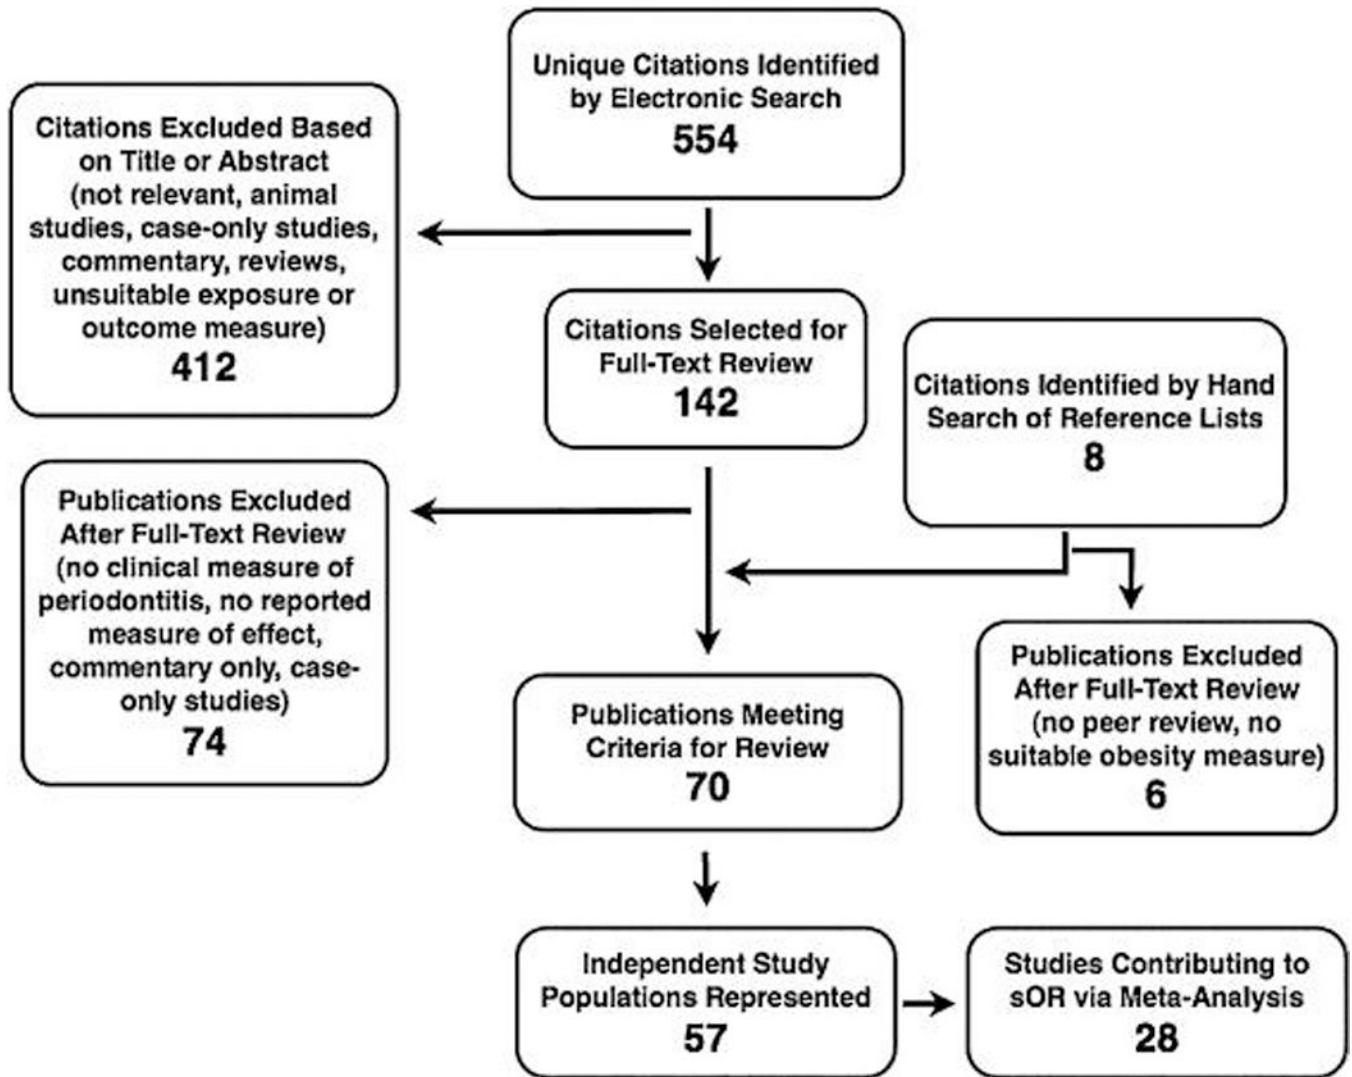 Unique Citations Identified
by Electronic Search
554
Citations Excluded Based
on Title or Abstract
(not relevant, animal
studies, case-only studies,
commentary, reviews,
unsuitable exposure or
outcome measure)
412
Citations Selected for
Full-Text Review
142
Citations Identified by Hand
Search of Reference Lists
8
Publications Excluded
After Full-Text Review
(no clinical measure of
periodontitis, no reported
measure of effect,
commentary only, case-
only studies)
74
Publications Excluded
After Full-Text Review
(no peer review, no
suitable obesity measure)
6
Publications Meeting
Criteria for Review
70
Independent Study
Populations Represented
57
Studies Contributing to
sOR via Meta-Analysis
28